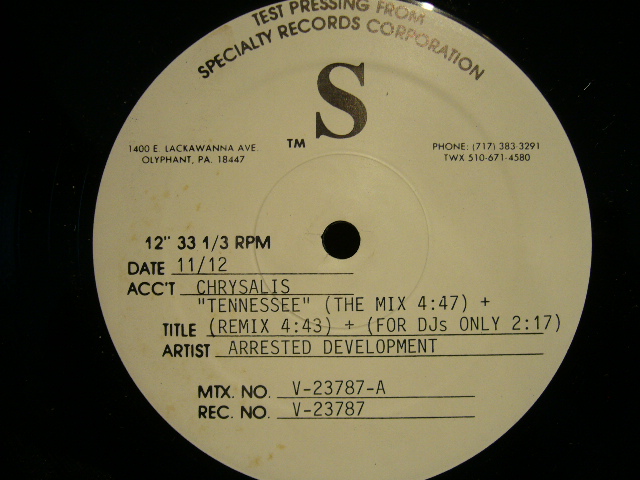 TEST PRESSING FROM
SPECIALTY RECORDS CORPORATION
S
TM
1400 E. LACKAWANNA AVE.
OLYPHANT, PA. 18447
PHONE: (717) 383-3291
TWX 510-671-4580
12" 33 1/3 RPM
DATE 11/12
ACC'T CHRYSALIS
"TENNESSEE" (THE MIX 4:47) +
TITLE (REMIX 4:43) + (FOR DJs ONLY 2:17)
ARTIST ARRESTED DEVELOPMENT
MTX. NO. V-23787-A
REC. NO. V-23787